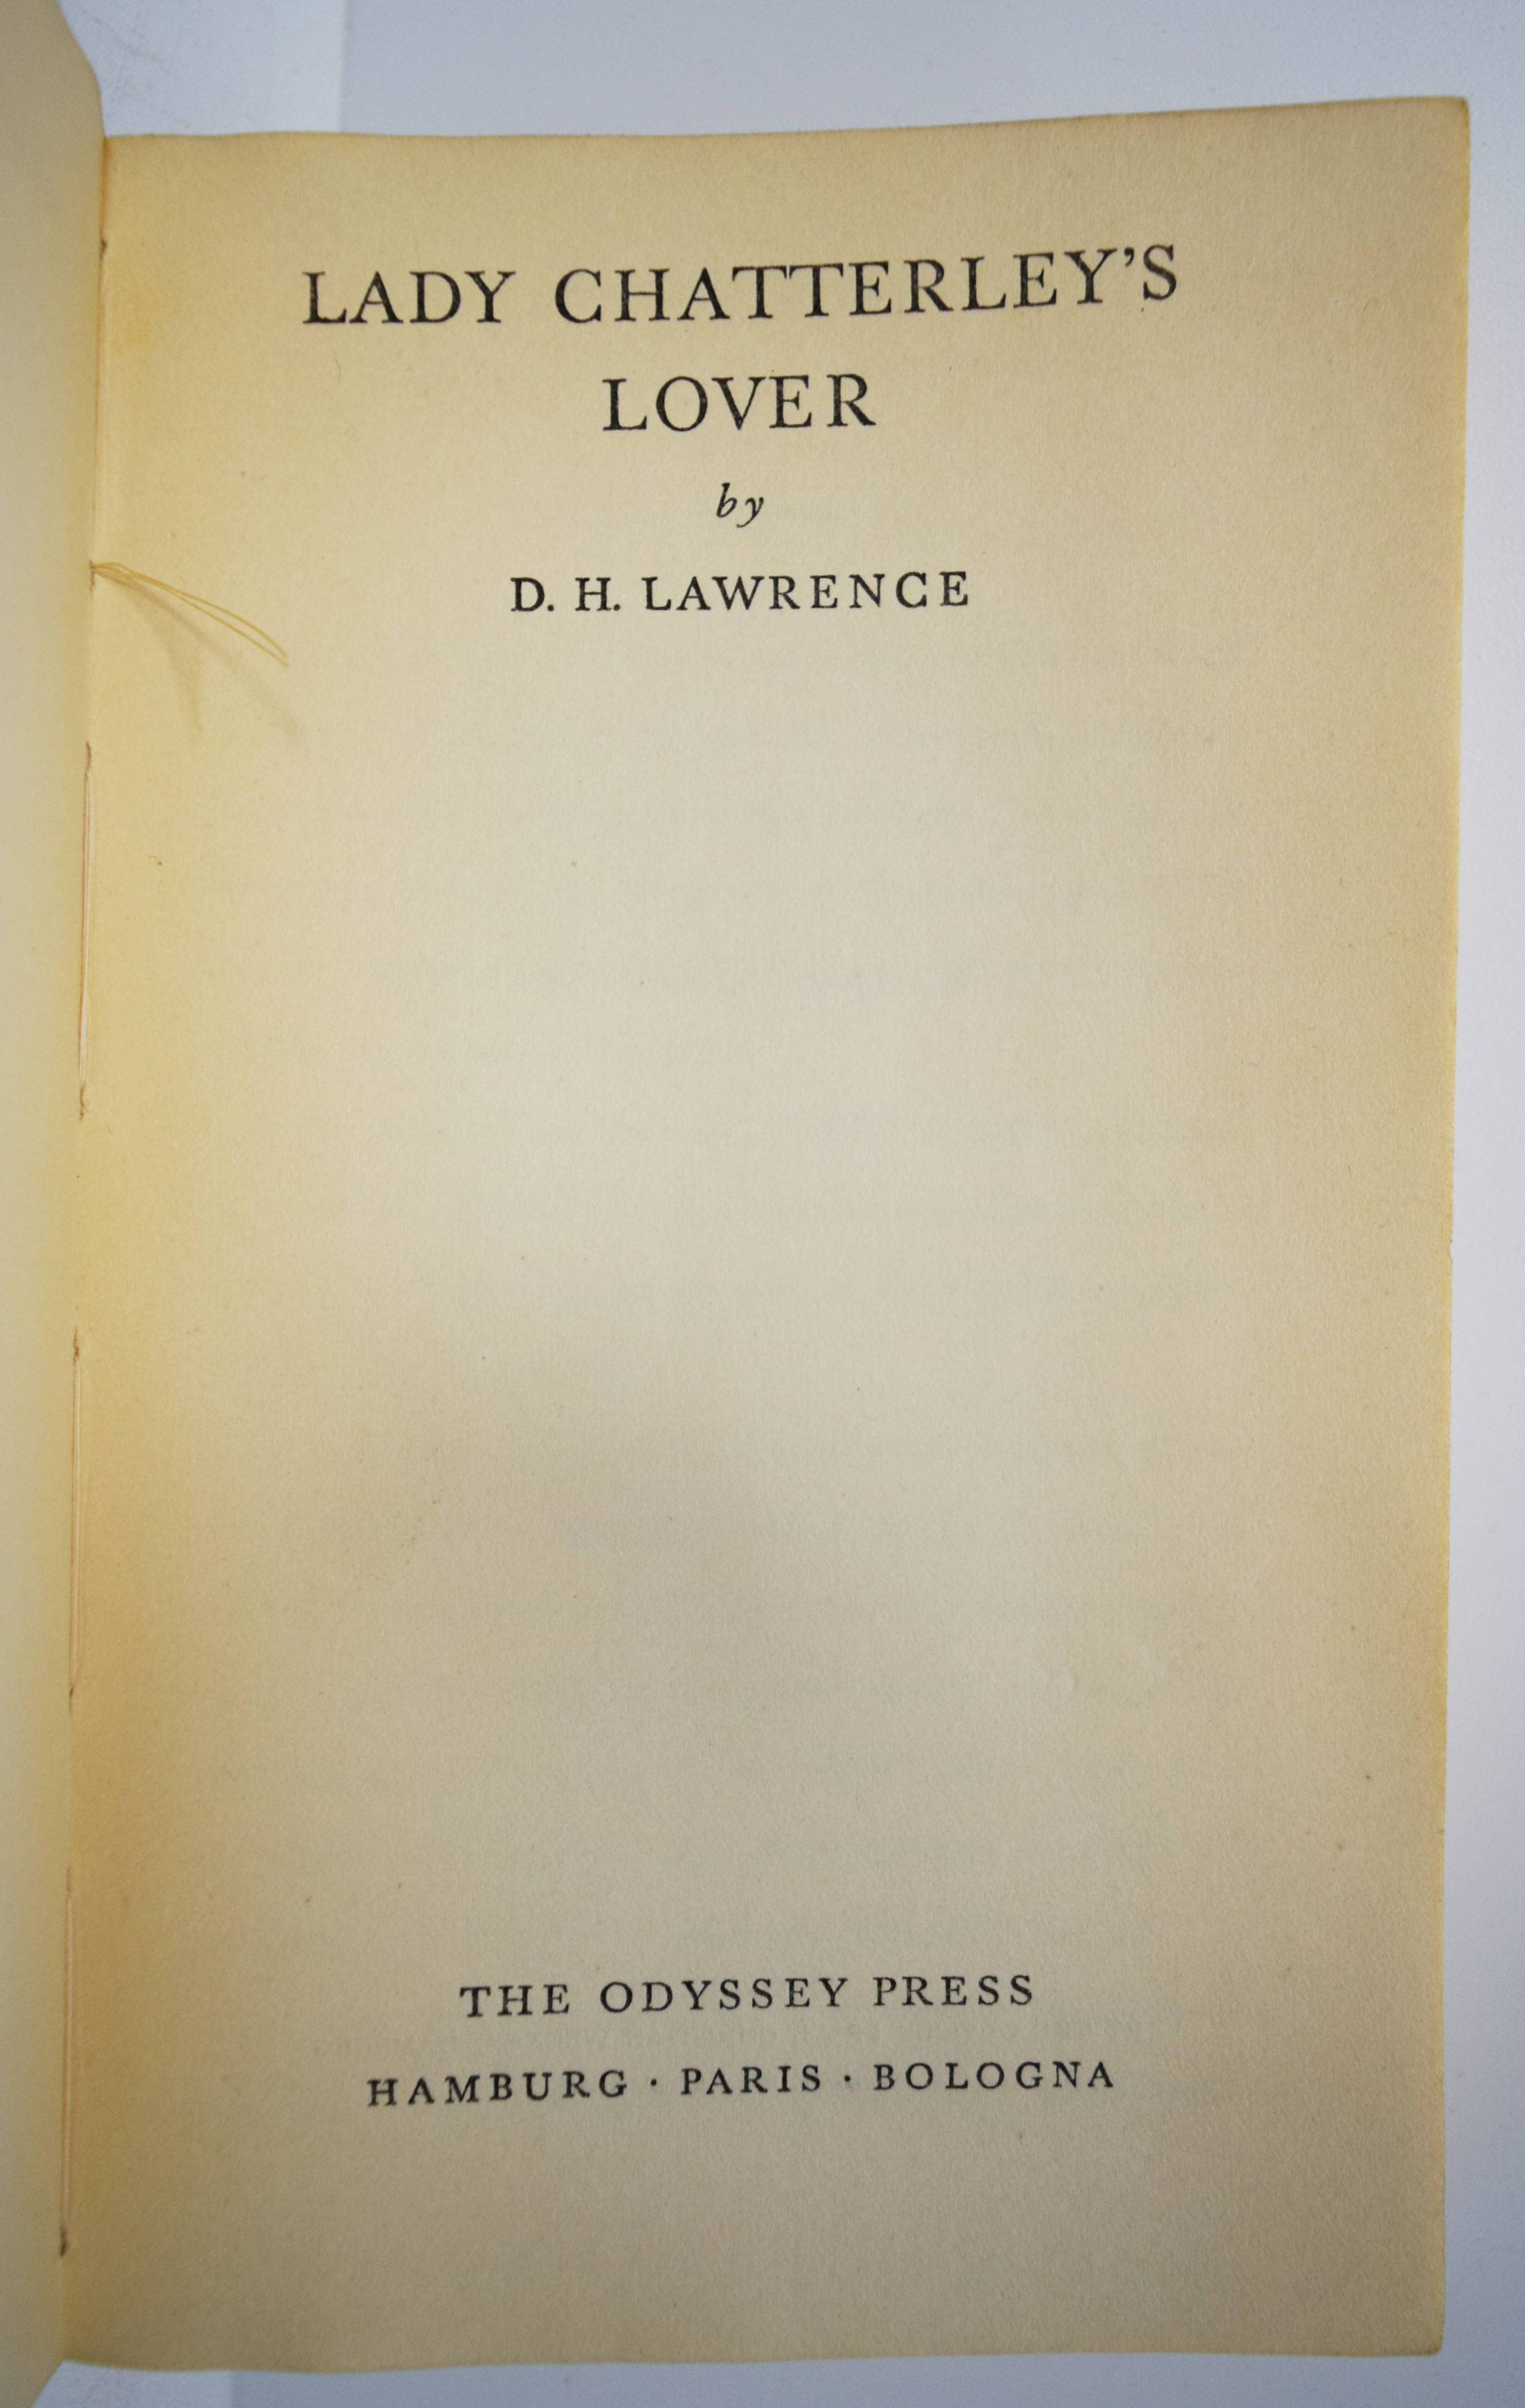 LADY CHATTERLEY’S
LOVER
by
D. H. LAWRENCE
THE ODYSSEY PRESS
HAMBURG · PARIS · BOLOGNA